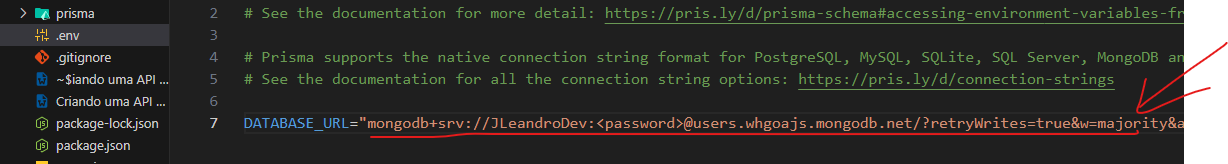 prisma
.env
.gitignore
~$iando uma API ...
Criando uma API ...
package-lock.json
package.json
2 # See the documentation for more detail: https://pris.ly/d/prisma-schema#accessing-environment-variables-fr
3
4 # Prisma supports the native connection string format for PostgreSQL, MySQL, SQLite, SQL Server, MongoDB an
5 # See the documentation for all the connection string options: https://pris.ly/d/connection-strings
6
7 DATABASE_URL="mongodb+srv://JLeandroDev:<password>@users.whgoajs.mongodb.net/?retryWrites=true&w=majority&a